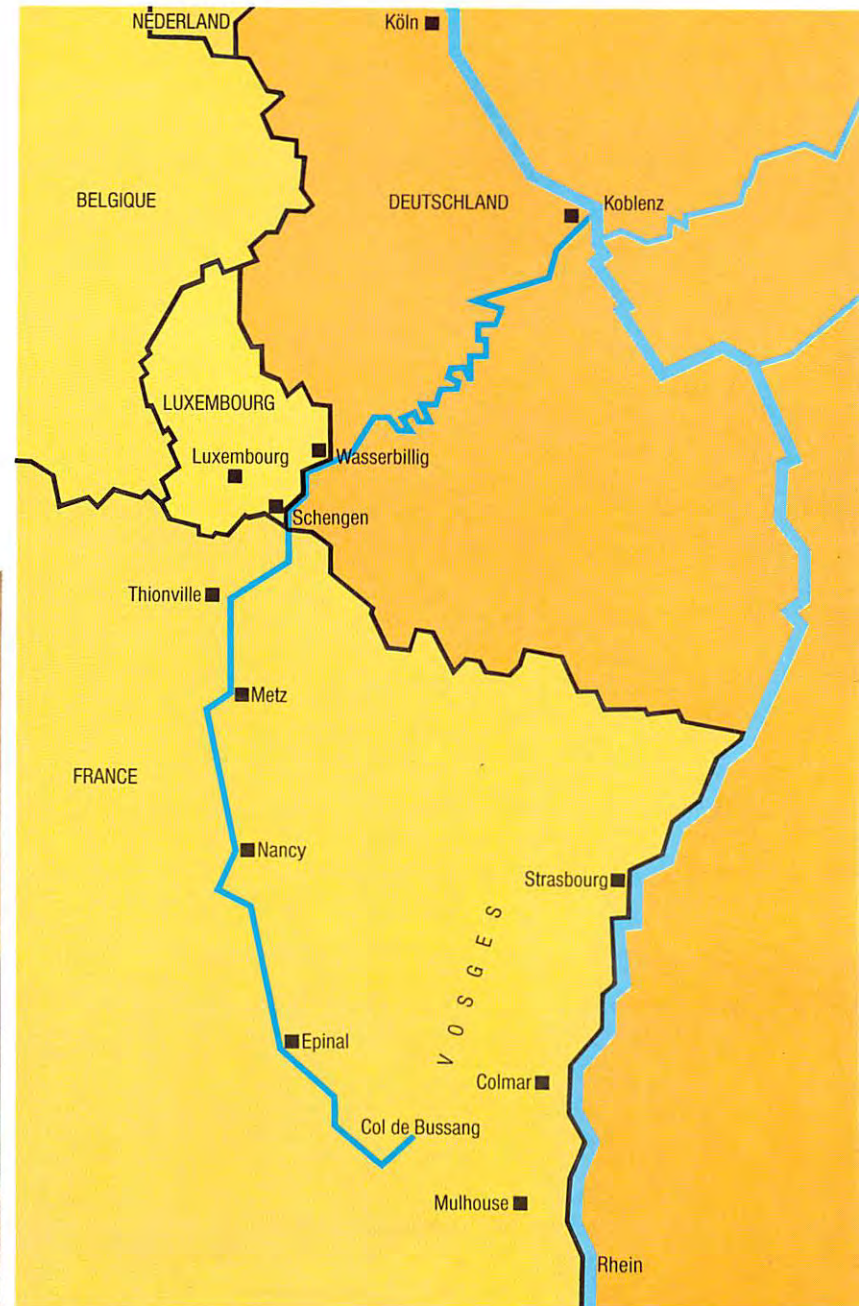 NEDERLAND
Köln
BELGIQUE
DEUTSCHLAND
Koblenz
LUXEMBOURG
Luxembourg
Wasserbillig
Schengen
Thionville
Metz
FRANCE
Nancy
Strasbourg
VOSGES
Epinal
Colmar
Col de Bussang
Mulhouse
Rhein